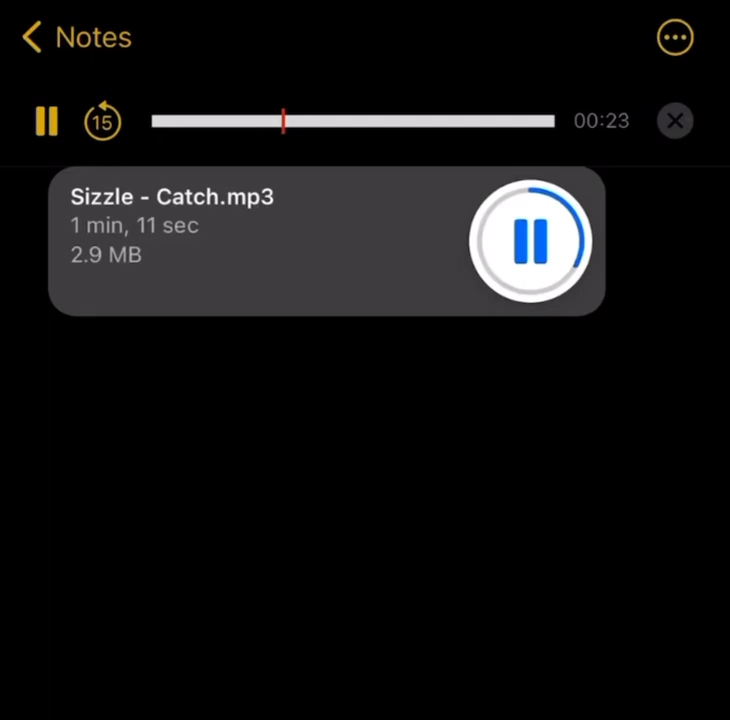 Notes
15
00:23
Sizzle - Catch.mp3
1 min, 11 sec
2.9 MB